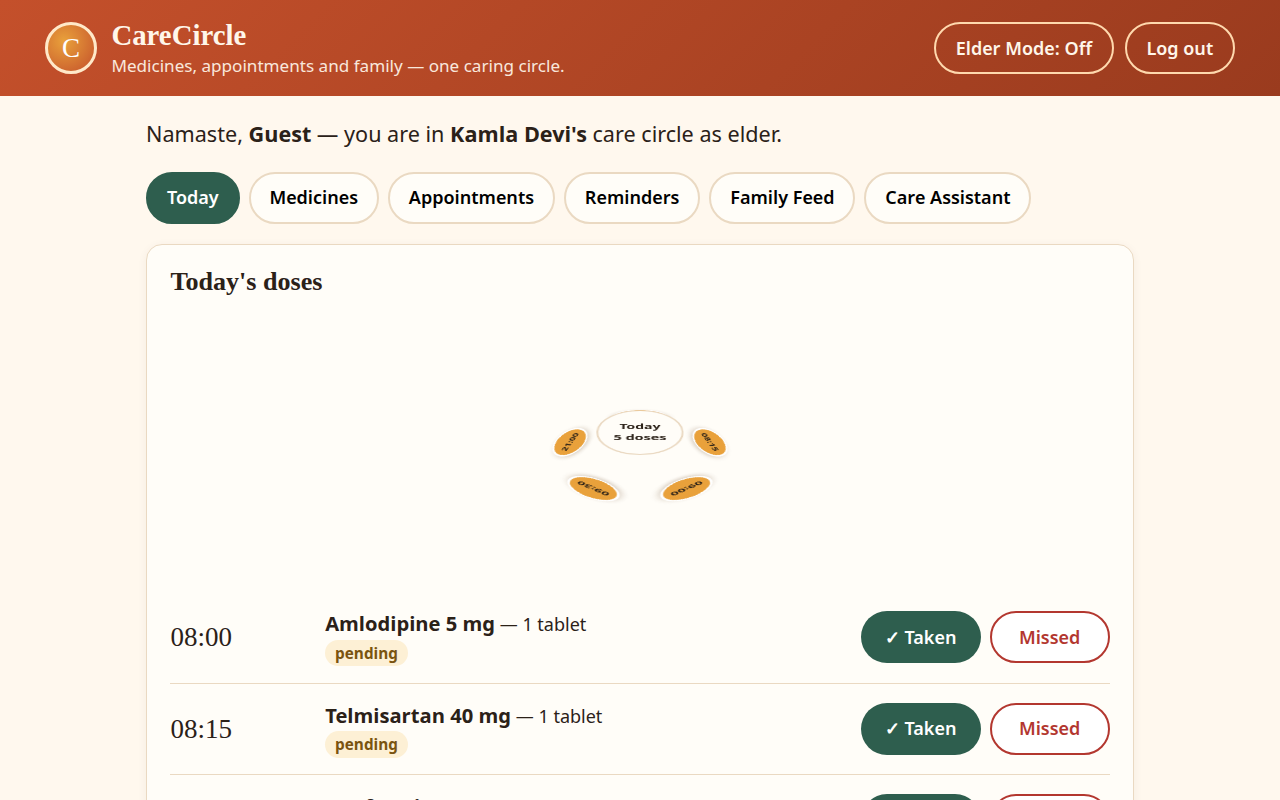 C
CareCircle
Medicines, appointments and family — one caring circle.
Elder Mode: Off
Log out
Namaste, Guest — you are in Kamla Devi's care circle as elder.
Today
Medicines
Appointments
Reminders
Family Feed
Care Assistant
Today's doses
Today
5 doses
21:00
08:15
09:30
09:00
08:00
Amlodipine 5 mg — 1 tablet
pending
✓ Taken
Missed
08:15
Telmisartan 40 mg — 1 tablet
pending
✓ Taken
Missed